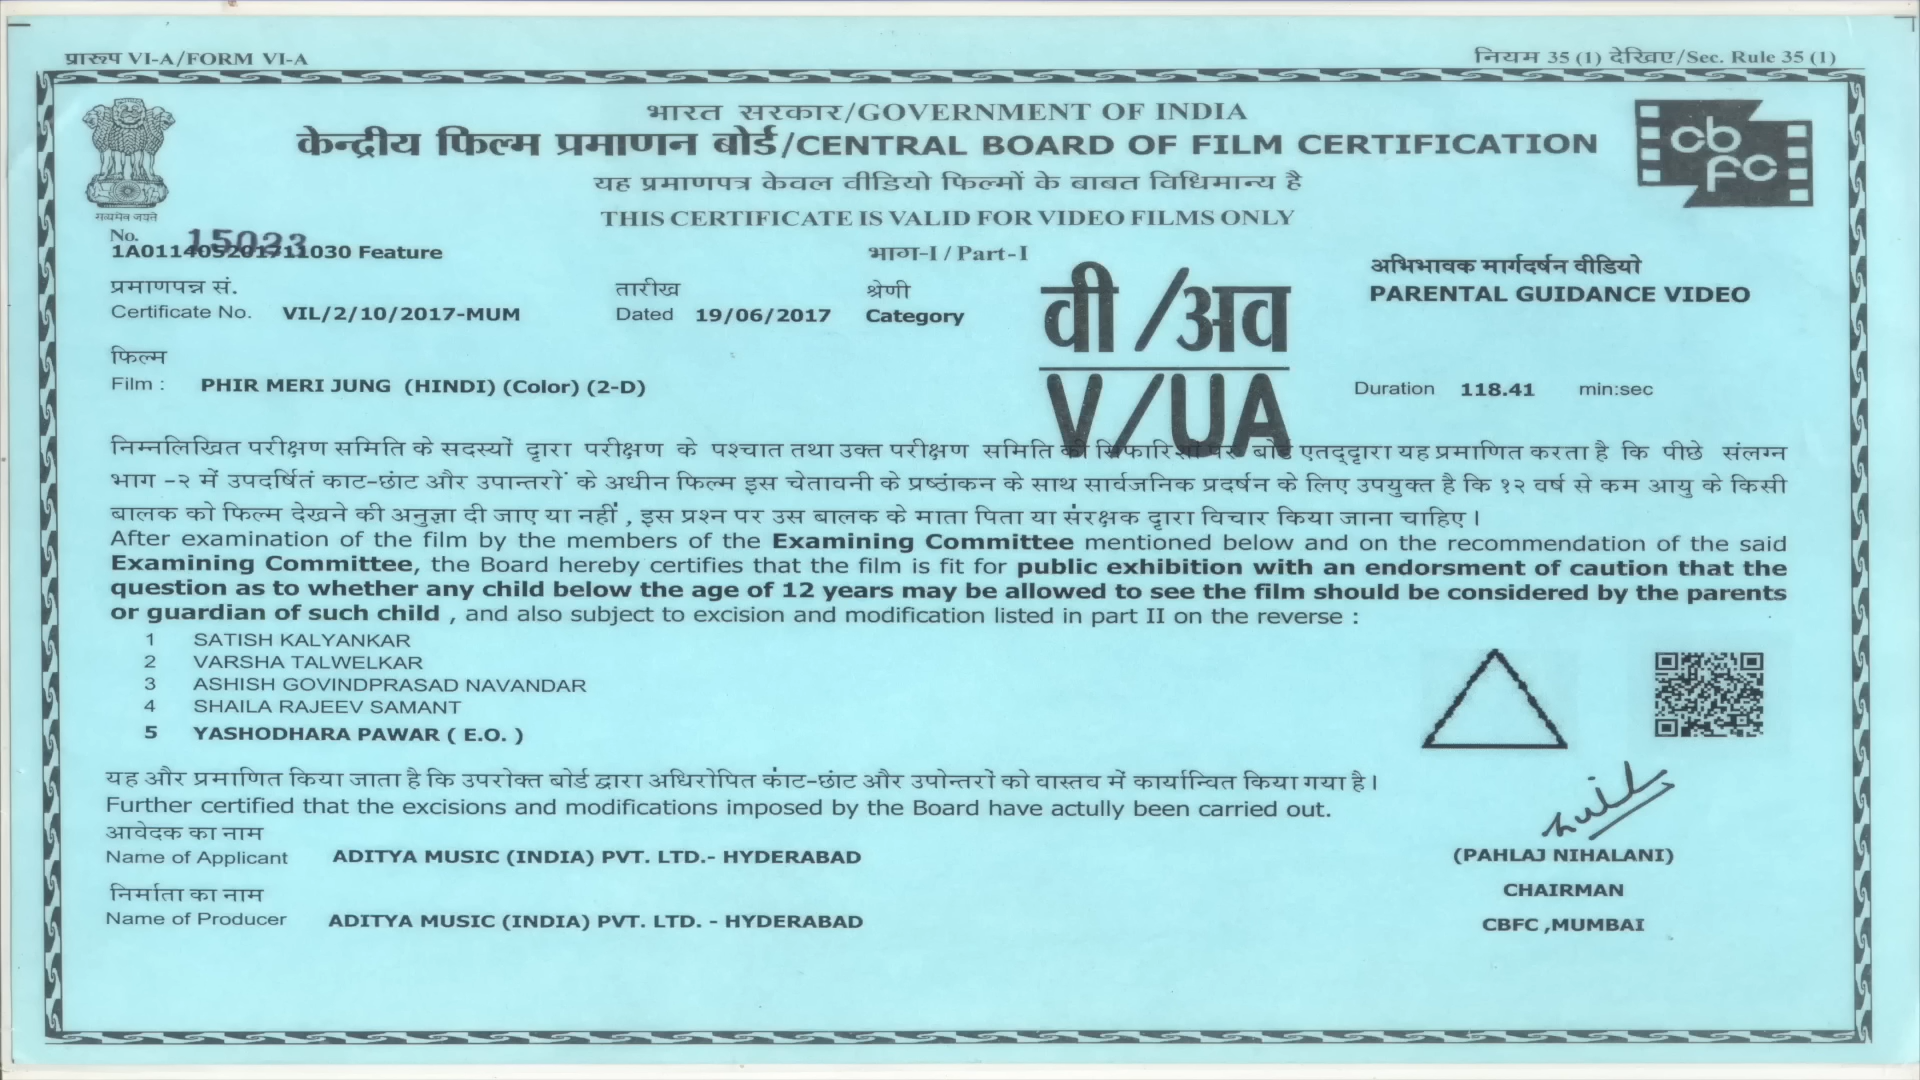 प्रारूप VI-A/FORM VI-A
नियम 35 (1) देखिए/Sec. Rule 35 (1)
भारत सरकार/GOVERNMENT OF INDIA
केन्द्रीय फिल्म प्रमाणन बोर्ड/CENTRAL BOARD OF FILM CERTIFICATION
cb
fc
यह प्रमाणपत्र केवल वीडियो फिल्मों के बाबत विधिमान्य है
सत्यमेव जयते
THIS CERTIFICATE IS VALID FOR VIDEO FILMS ONLY
No. 15023
1A011405201711030 Feature
भाग-I / Part-I
अभिभावक मार्गदर्षन वीडियो
PARENTAL GUIDANCE VIDEO
प्रमाणपन्न सं.
तारीख
श्रेणी
वी/अव
Certificate No. VIL/2/10/2017-MUM
Dated 19/06/2017
Category
V/UA
फिल्म
Film : PHIR MERI JUNG (HINDI) (Color) (2-D)
Duration 118.41 min:sec
निम्नलिखित परीक्षण समिति के सदस्यों द्वारा परीक्षण के पश्चात तथा उक्त परीक्षण समिति की सिफारिशों पर बोर्ड एतद्द्वारा यह प्रमाणित करता है कि पीछे संलग्न
भाग -२ में उपदर्षितं काट-छांट और उपान्तरों के अधीन फिल्म इस चेतावनी के प्रष्ठांकन के साथ सार्वजनिक प्रदर्षन के लिए उपयुक्त है कि १२ वर्ष से कम आयु के किसी
बालक को फिल्म देखने की अनुज्ञा दी जाए या नहीं , इस प्रश्न पर उस बालक के माता पिता या संरक्षक द्वारा विचार किया जाना चाहिए ।
After examination of the film by the members of the Examining Committee mentioned below and on the recommendation of the said
Examining Committee, the Board hereby certifies that the film is fit for public exhibition with an endorsment of caution that the
question as to whether any child below the age of 12 years may be allowed to see the film should be considered by the parents
or guardian of such child , and also subject to excision and modification listed in part II on the reverse :
1 SATISH KALYANKAR
2 VARSHA TALWELKAR
3 ASHISH GOVINDPRASAD NAVANDAR
4 SHAILA RAJEEV SAMANT
5 YASHODHARA PAWAR ( E.O. )
यह और प्रमाणित किया जाता है कि उपरोक्त बोर्ड द्वारा अधिरोपित कांट-छांट और उपोन्तरों को वास्तव में कार्यान्वित किया गया है ।
Further certified that the excisions and modifications imposed by the Board have actully been carried out.
आवेदक का नाम
Name of Applicant ADITYA MUSIC (INDIA) PVT. LTD.- HYDERABAD
(PAHLAJ NIHALANI)
निर्माता का नाम
CHAIRMAN
Name of Producer ADITYA MUSIC (INDIA) PVT. LTD. - HYDERABAD
CBFC ,MUMBAI